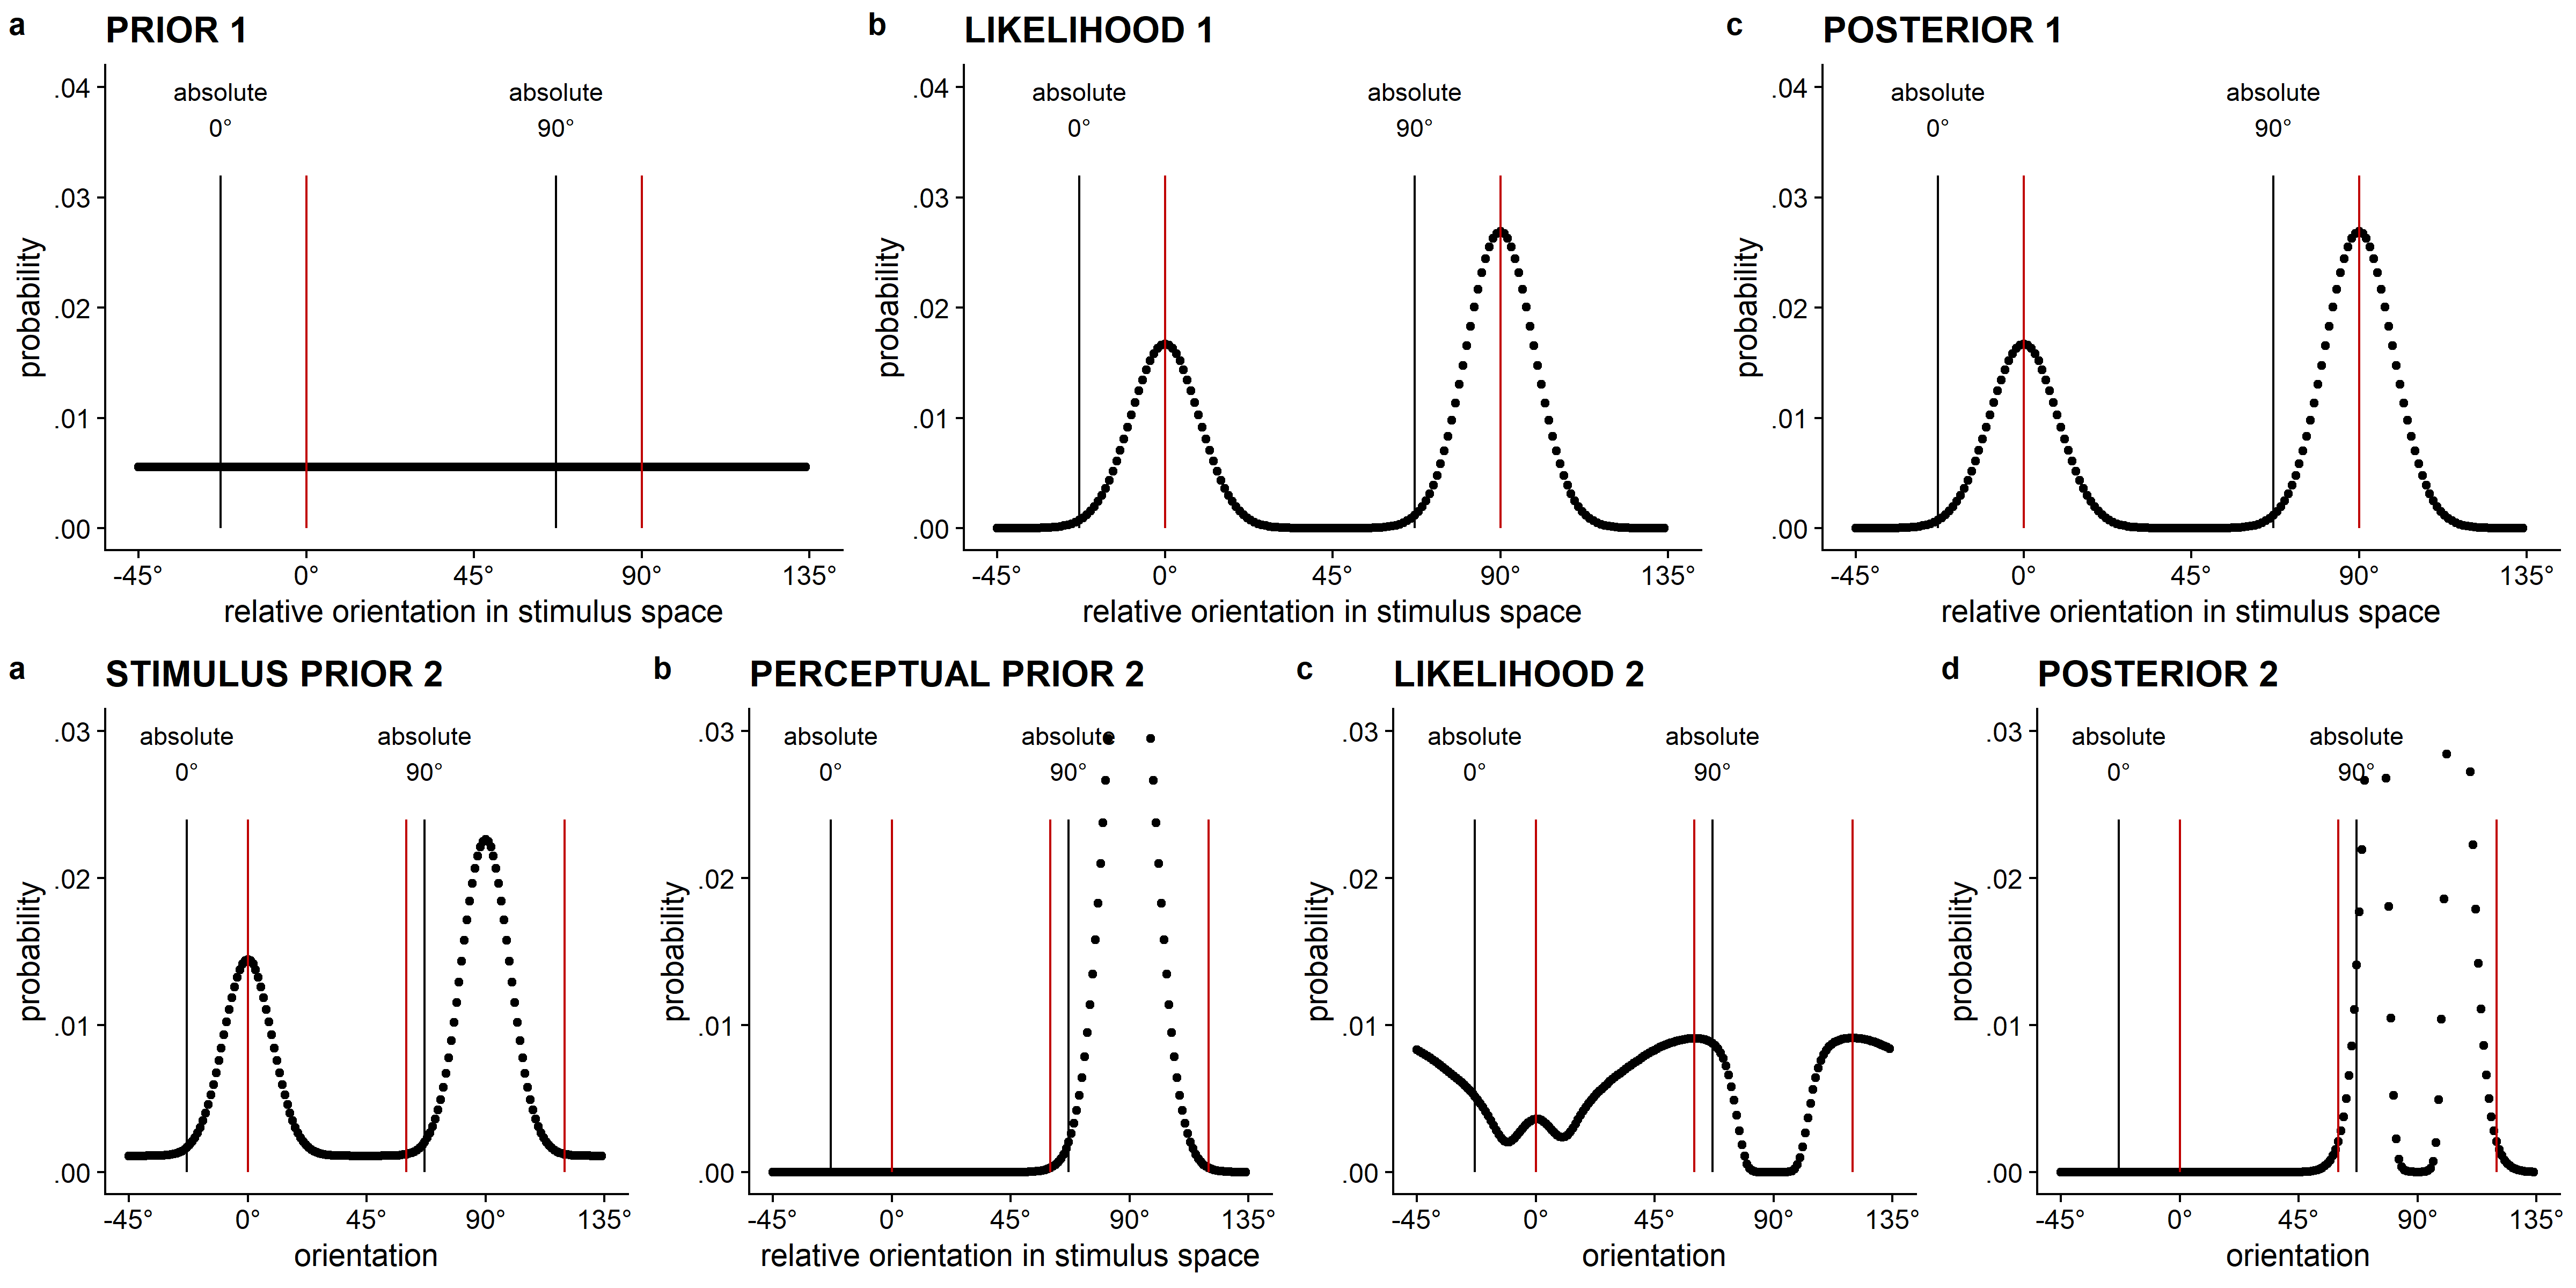 a PRIOR 1
absolute absolute
0° 90°
.04
.03
.02
.01
.00
probability
-45° 0° 45° 90° 135°
relative orientation in stimulus space
b LIKELIHOOD 1
absolute absolute
0° 90°
.04
.03
.02
.01
.00
probability
-45° 0° 45° 90° 135°
relative orientation in stimulus space
c POSTERIOR 1
absolute absolute
0° 90°
.04
.03
.02
.01
.00
probability
-45° 0° 45° 90° 135°
relative orientation in stimulus space
a STIMULUS PRIOR 2
absolute absolute
0° 90°
.03
.02
.01
.00
probability
-45° 0° 45° 90° 135°
orientation
b PERCEPTUAL PRIOR 2
absolute absolute
0° 90°
.03
.02
.01
.00
probability
-45° 0° 45° 90° 135°
relative orientation in stimulus space
c LIKELIHOOD 2
absolute absolute
0° 90°
.03
.02
.01
.00
probability
-45° 0° 45° 90° 135°
orientation
d POSTERIOR 2
absolute absolute
0° 90°
.03
.02
.01
.00
probability
-45° 0° 45° 90° 135°
orientation